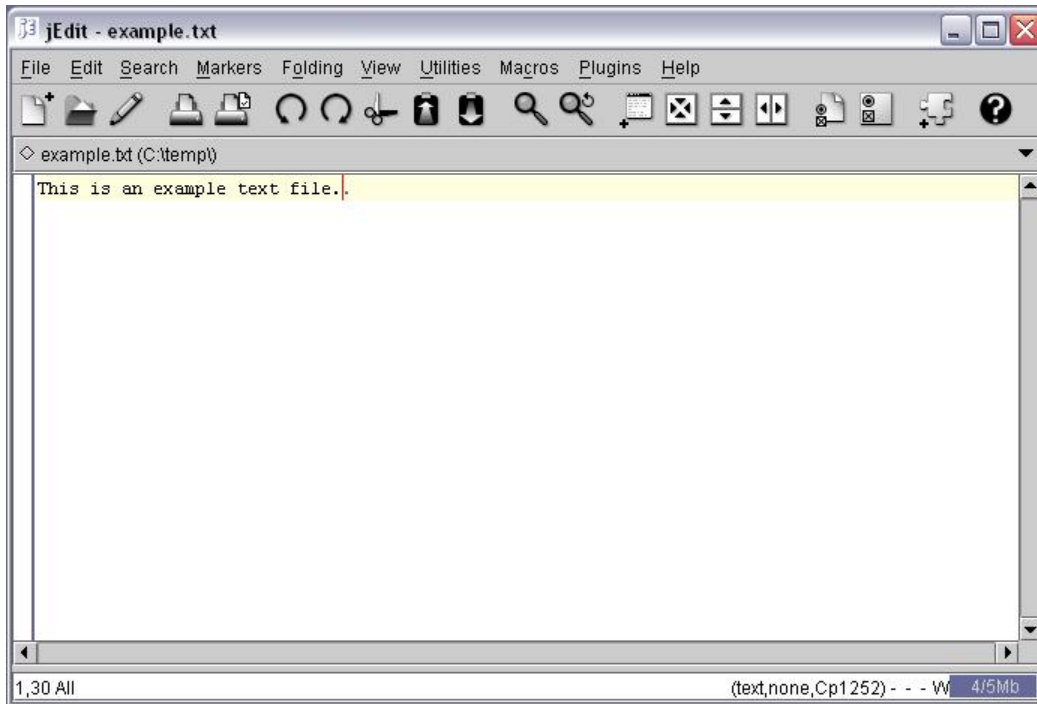 jEdit - example.txt
File Edit Search Markers Folding View Utilities Macros Plugins Help
example.txt (C:\temp\)
This is an example text file.
1,30 All
(text,none,Cp1252) - - - W 4/5Mb